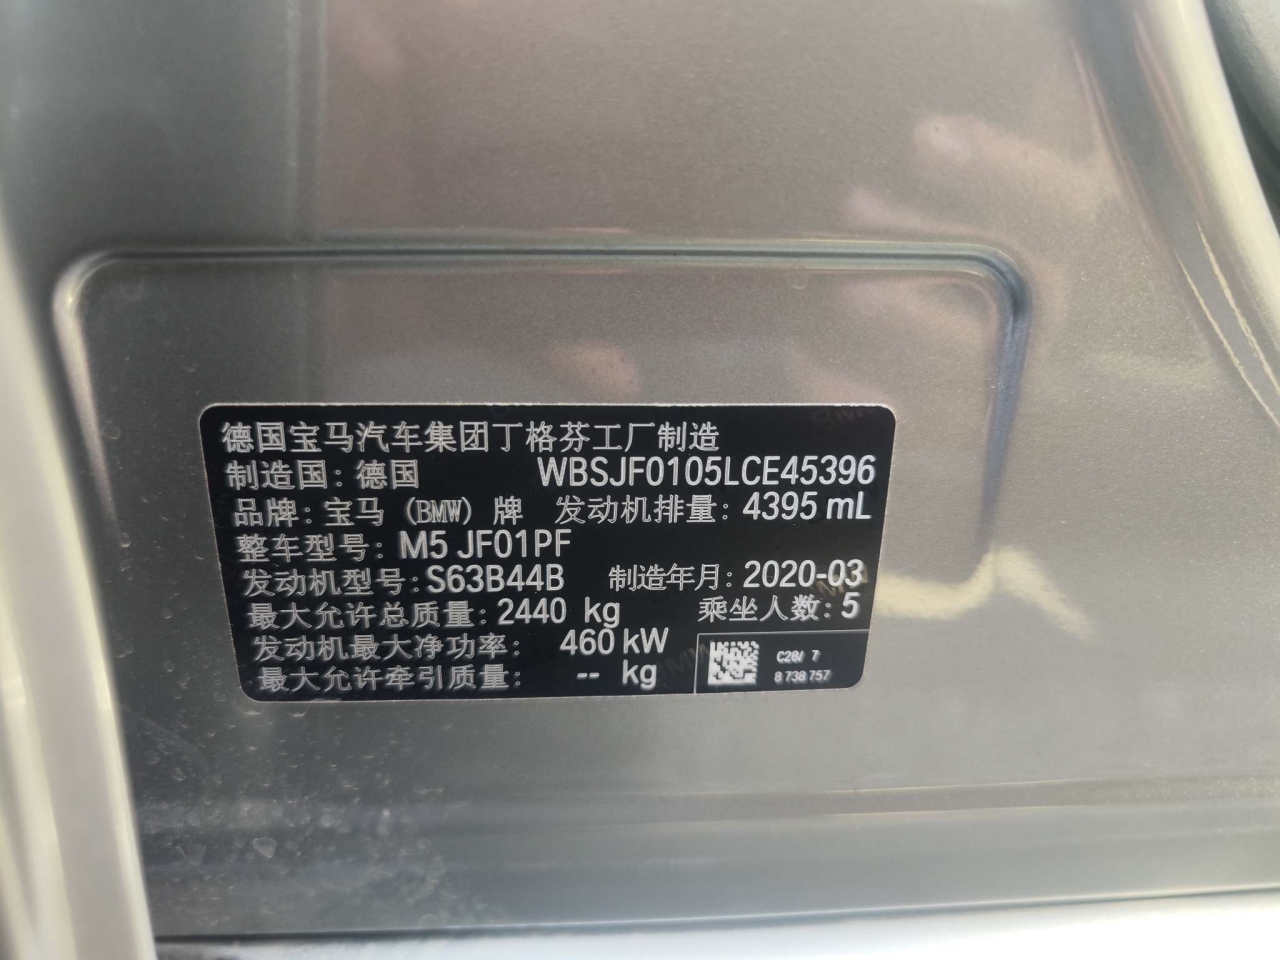 德国宝马汽车集团丁格芬工厂制造
制造国：德国 WBSJF0105LCE45396
品牌：宝马 (BMW) 牌 发动机排量：4395 mL
整车型号：M5 JF01PF
发动机型号：S63B44B 制造年月：2020-03
最大允许总质量：2440 kg 乘坐人数：5
发动机最大净功率： 460 kW
最大允许牵引质量： -- kg
C28/ 7
8 738 757